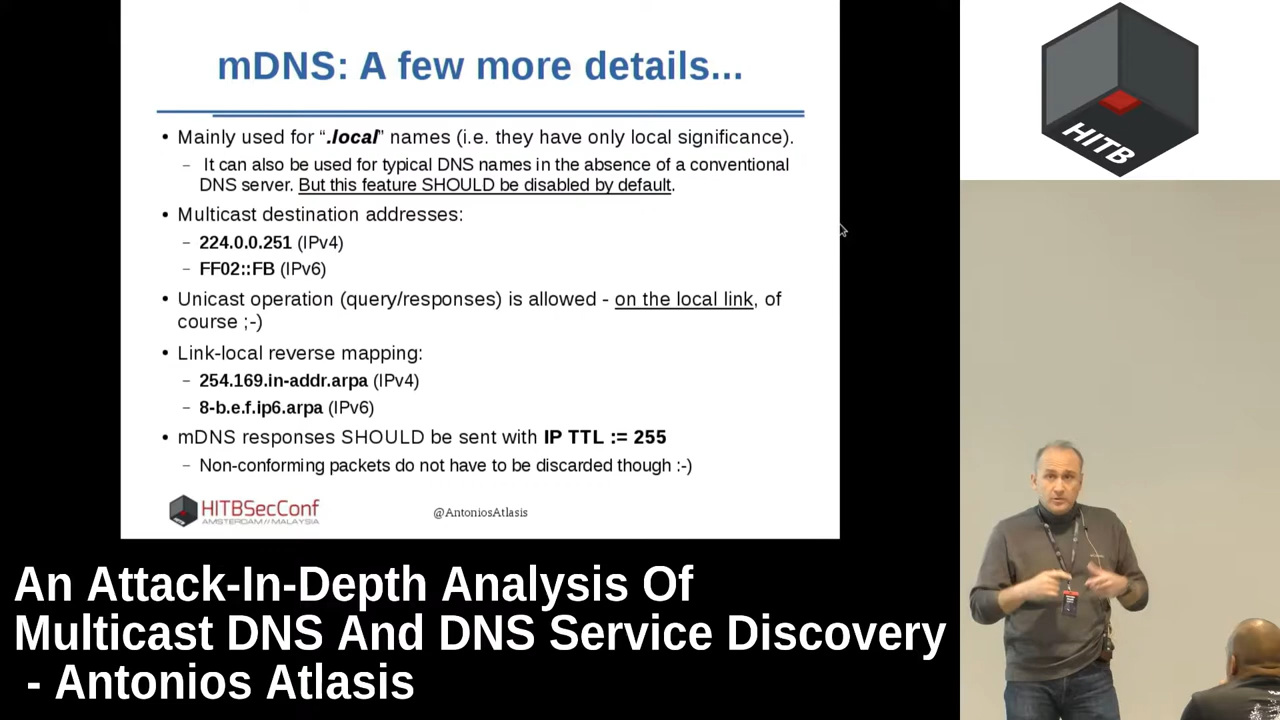 mDNS: A few more details...
• Mainly used for “.local” names (i.e. they have only local significance).
– It can also be used for typical DNS names in the absence of a conventional
DNS server. But this feature SHOULD be disabled by default.
• Multicast destination addresses:
– 224.0.0.251 (IPv4)
– FF02::FB (IPv6)
• Unicast operation (query/responses) is allowed - on the local link, of
course ;-)
• Link-local reverse mapping:
– 254.169.in-addr.arpa (IPv4)
– 8-b.e.f.ip6.arpa (IPv6)
• mDNS responses SHOULD be sent with IP TTL := 255
– Non-conforming packets do not have to be discarded though :-)
HITBSecConf
AMSTERDAM // MALAYSIA
@AntoniosAtlasis
HITB
An Attack-In-Depth Analysis Of
Multicast DNS And DNS Service Discovery
- Antonios Atlasis